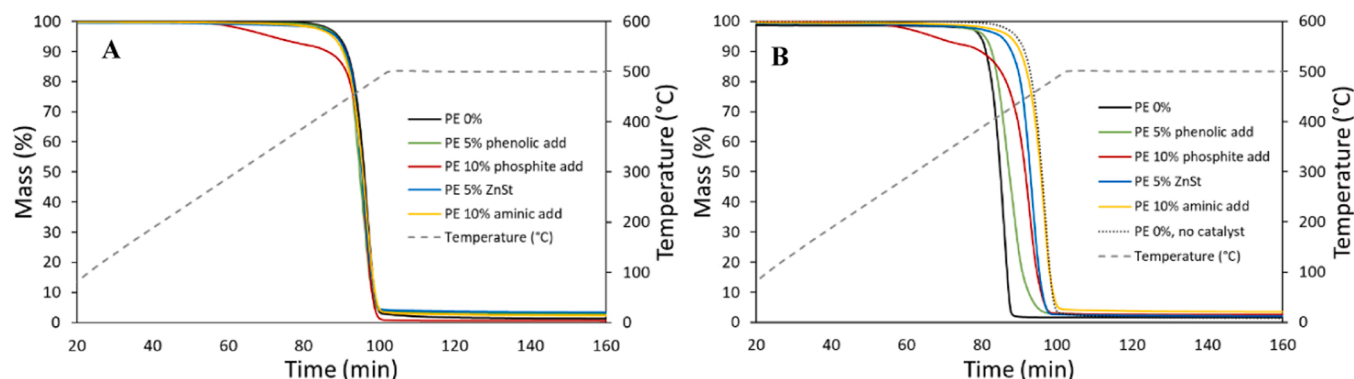 A
Mass (%)
100
90
80
70
60
50
40
30
20
10
0
600
500
400
300
200
100
0
Temperature (°C)
PE 0%
PE 5% phenolic add
PE 10% phosphite add
PE 5% ZnSt
PE 10% aminic add
Temperature (°C)
20 40 60 80 100 120 140 160
Time (min)
B
Mass (%)
100
90
80
70
60
50
40
30
20
10
0
600
500
400
300
200
100
0
Temperature (°C)
PE 0%
PE 5% phenolic add
PE 10% phosphite add
PE 5% ZnSt
PE 10% aminic add
PE 0%, no catalyst
Temperature (°C)
20 40 60 80 100 120 140 160
Time (min)